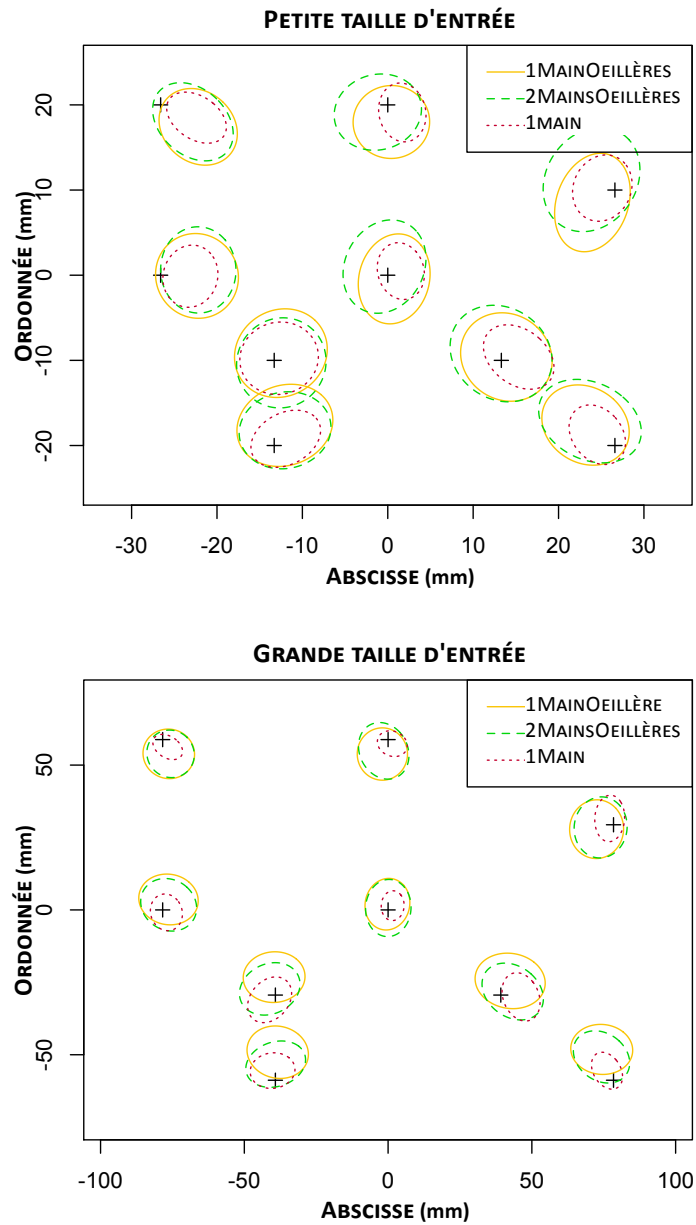 PETITE TAILLE D'ENTRÉE
1MAINOEILLÈRES
2MAINSOEILLÈRES
1MAIN
20
10
0
-10
-20
ORDONNÉE (mm)
-30 -20 -10 0 10 20 30
ABSCISSE (mm)
GRANDE TAILLE D'ENTRÉE
1MAINOEILLÈRE
2MAINSOEILLÈRES
1MAIN
50
0
-50
ORDONNÉE (mm)
-100 -50 0 50 100
ABSCISSE (mm)